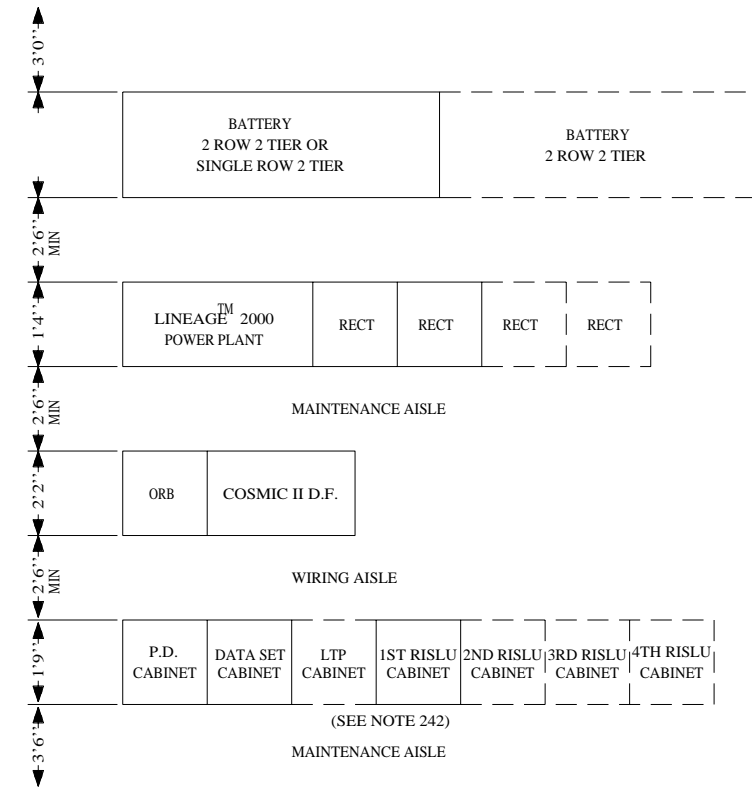 3'0''
BATTERY
2 ROW 2 TIER OR
SINGLE ROW 2 TIER
BATTERY
2 ROW 2 TIER
2'6''
MIN
1'4''
LINEAGE TM 2000
POWER PLANT
RECT
RECT
RECT
RECT
2'6''
MIN
MAINTENANCE AISLE
2'2''
ORB
COSMIC II D.F.
2'6''
MIN
WIRING AISLE
1'9''
P.D.
CABINET
DATA SET
CABINET
LTP
CABINET
1ST RISLU
CABINET
2ND RISLU
CABINET
3RD RISLU
CABINET
4TH RISLU
CABINET
(SEE NOTE 242)
3'6''
MAINTENANCE AISLE